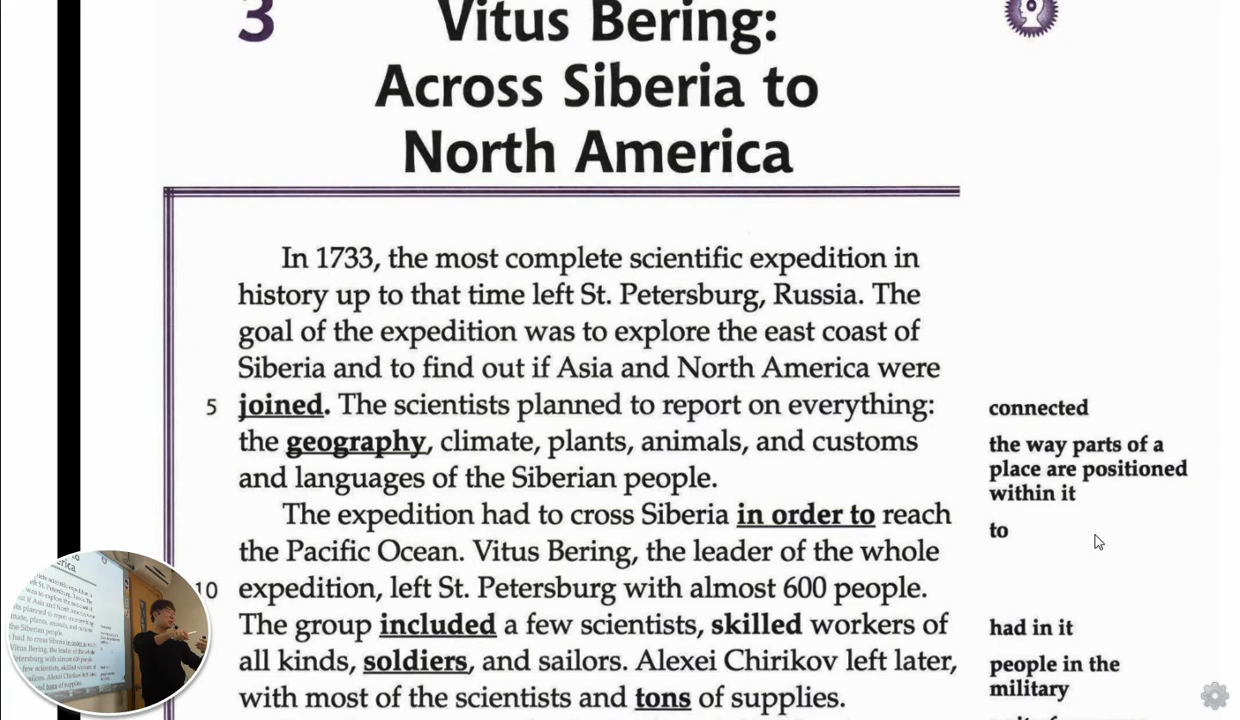 3
Vitus Bering:
Across Siberia to
North America
In 1733, the most complete scientific expedition in
history up to that time left St. Petersburg, Russia. The
goal of the expedition was to explore the east coast of
Siberia and to find out if Asia and North America were
5 joined. The scientists planned to report on everything:
connected
the geography, climate, plants, animals, and customs
the way parts of a
place are positioned
within it
and languages of the Siberian people.
The expedition had to cross Siberia in order to reach
to
the Pacific Ocean. Vitus Bering, the leader of the whole
10 expedition, left St. Petersburg with almost 600 people.
The group included a few scientists, skilled workers of
had in it
all kinds, soldiers, and sailors. Alexei Chirikov left later,
people in the
military
with most of the scientists and tons of supplies.